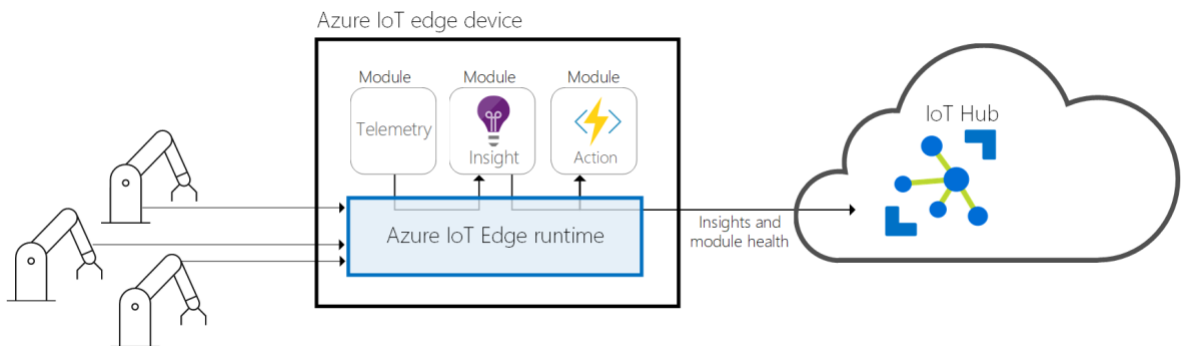 Azure IoT edge device
Module
Module
Module
Telemetry
Insight
Action
Azure IoT Edge runtime
Insights and
module health
IoT Hub